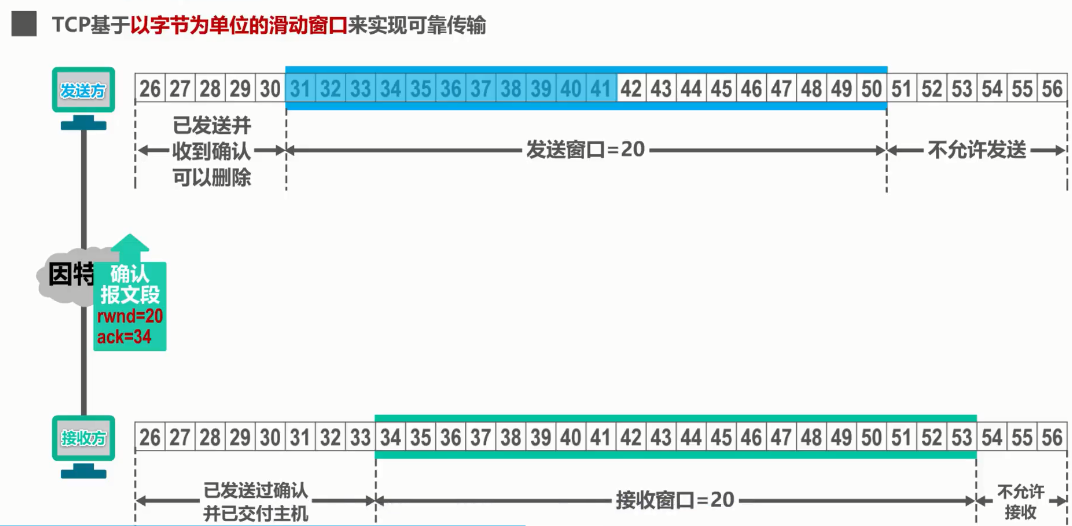 TCP基于以字节为单位的滑动窗口来实现可靠传输
发送方
26 27 28 29 30 31 32 33 34 35 36 37 38 39 40 41 42 43 44 45 46 47 48 49 50 51 52 53 54 55 56
已发送并
收到确认
可以删除
发送窗口=20
不允许发送
因特
确认
报文段
rwnd=20
ack=34
接收方
26 27 28 29 30 31 32 33 34 35 36 37 38 39 40 41 42 43 44 45 46 47 48 49 50 51 52 53 54 55 56
已发送过确认
并已交付主机
接收窗口=20
不允许
接收